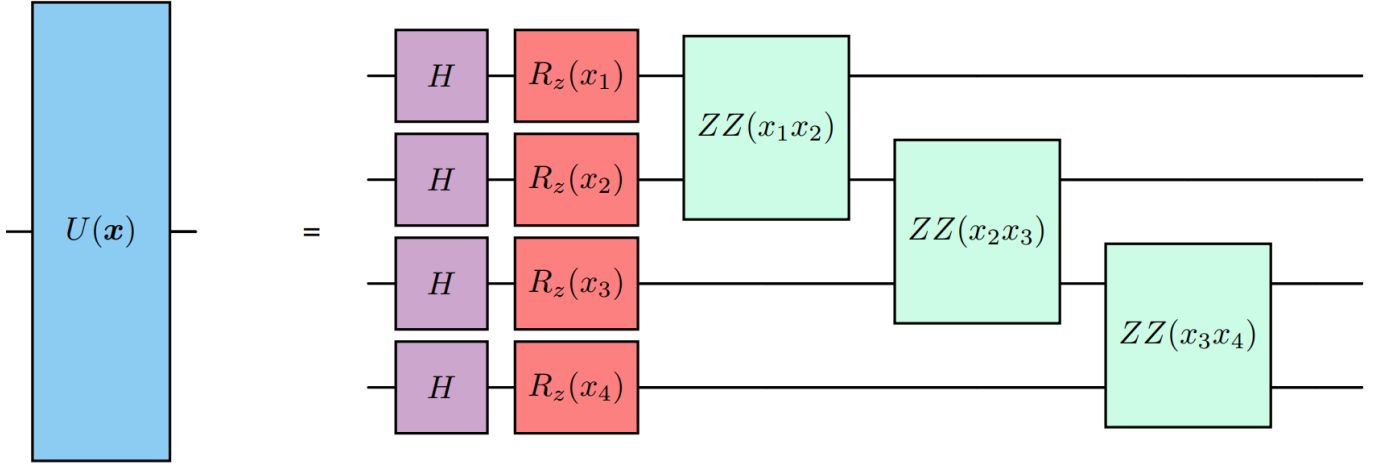 H R_z(x_1)
ZZ(x_1x_2)
H R_z(x_2)
U(𝒙) = ZZ(x_2x_3)
H R_z(x_3)
ZZ(x_3x_4)
H R_z(x_4)